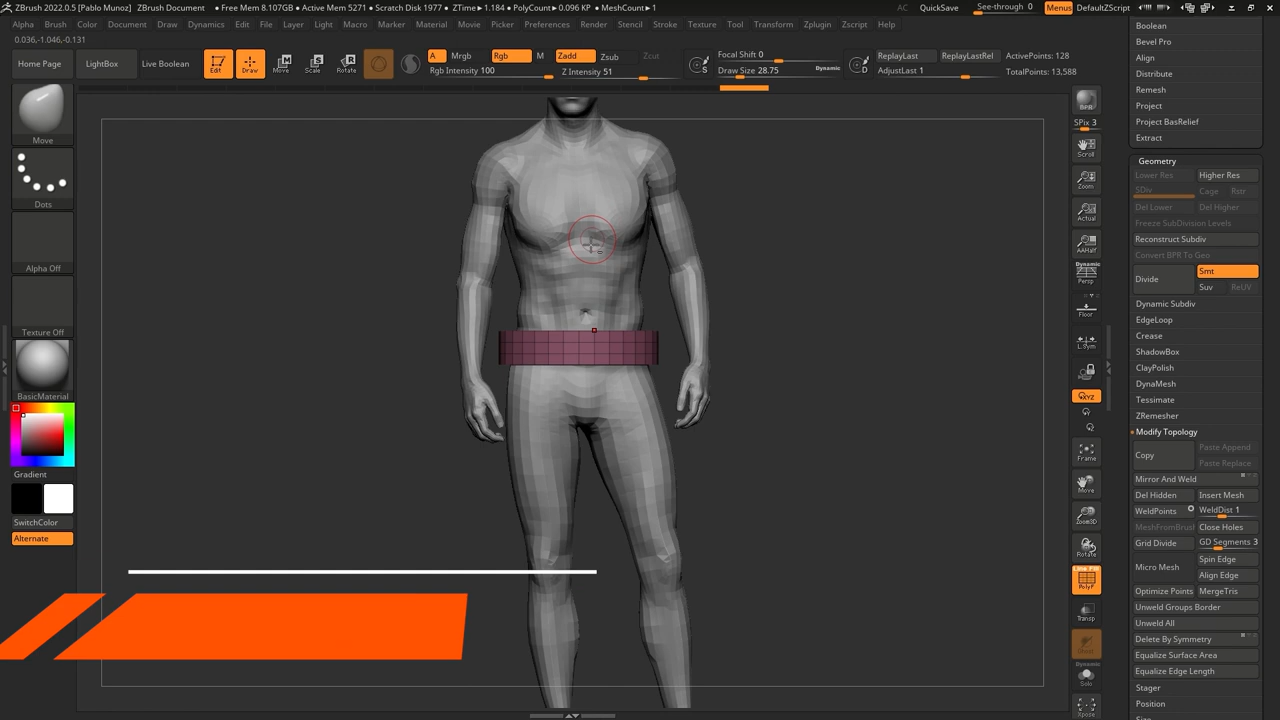 ZBrush 2022.0.5 [Pablo Munoz] ZBrush Document • Free Mem 8.107GB • Active Mem 5271 • Scratch Disk 1977 • ZTime►1.184 • PolyCount►0.096 KP • MeshCount►1 AC QuickSave See-through 0 Menus DefaultZScript
Alpha Brush Color Document Draw Dynamics Edit File Layer Light Macro Marker Material Movie Picker Preferences Render Stencil Stroke Texture Tool Transform Zplugin Zscript Help
0.036,-1.046,-0.131
Home Page LightBox Live Boolean Edit Draw Move Scale Rotate
A Mrgb Rgb M Zadd Zsub Zcut
Rgb Intensity 100 Z Intensity 51
S Focal Shift 0
Draw Size 28.75 Dynamic
D ReplayLast ReplayLastRel ActivePoints: 128
AdjustLast 1 TotalPoints: 13,588
Move
Dots
Alpha Off
Texture Off
BasicMaterial
Gradient
SwitchColor
Alternate
BPR
SPix 3
Scroll
Zoom
Actual
AAHalf
Dynamic
Persp
Floor
L.Sym
XYZ
Frame
Move
Zoom3D
Rotate
Line Fill
PolyF
Transp
Dynamic
Solo
Xpose
Boolean
Bevel Pro
Align
Distribute
Remesh
Project
Project BasRelief
Extract
Geometry
Lower Res Higher Res
SDiv Cage Rstr
Del Lower Del Higher
Freeze SubDivision Levels
Reconstruct Subdiv
Convert BPR To Geo
Divide Smt
Suv ReUV
Dynamic Subdiv
EdgeLoop
Crease
ShadowBox
ClayPolish
DynaMesh
Tessimate
ZRemesher
Modify Topology
Copy Paste Append
Paste Replace
Mirror And Weld
Del Hidden Insert Mesh
WeldPoints WeldDist 1
MeshFromBrush Close Holes
Grid Divide GD Segments 3
Micro Mesh Spin Edge
Align Edge
Optimize Points MergeTris
Unweld Groups Border
Unweld All
Delete By Symmetry
Equalize Surface Area
Equalize Edge Length
Stager
Position